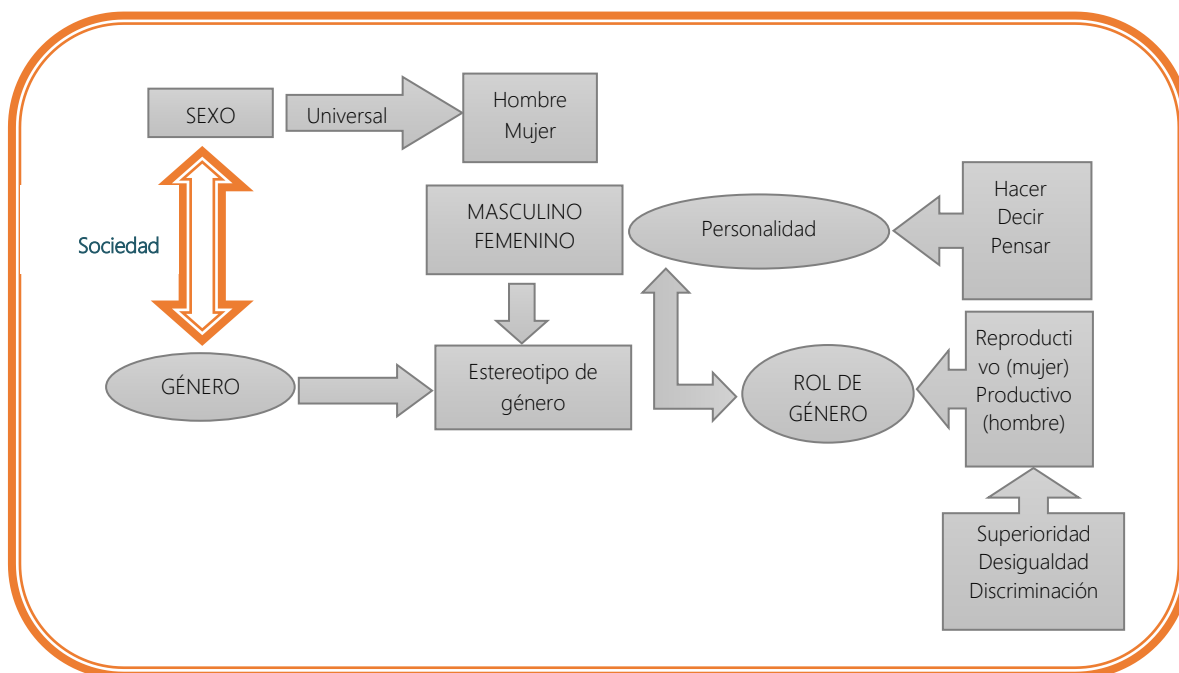 SEXO
Universal
Hombre
Mujer
MASCULINO
FEMENINO
Personalidad
Hacer
Decir
Pensar
Sociedad
GÉNERO
Estereotipo de
género
ROL DE
GÉNERO
Reproducti
vo (mujer)
Productivo
(hombre)
Superioridad
Desigualdad
Discriminación